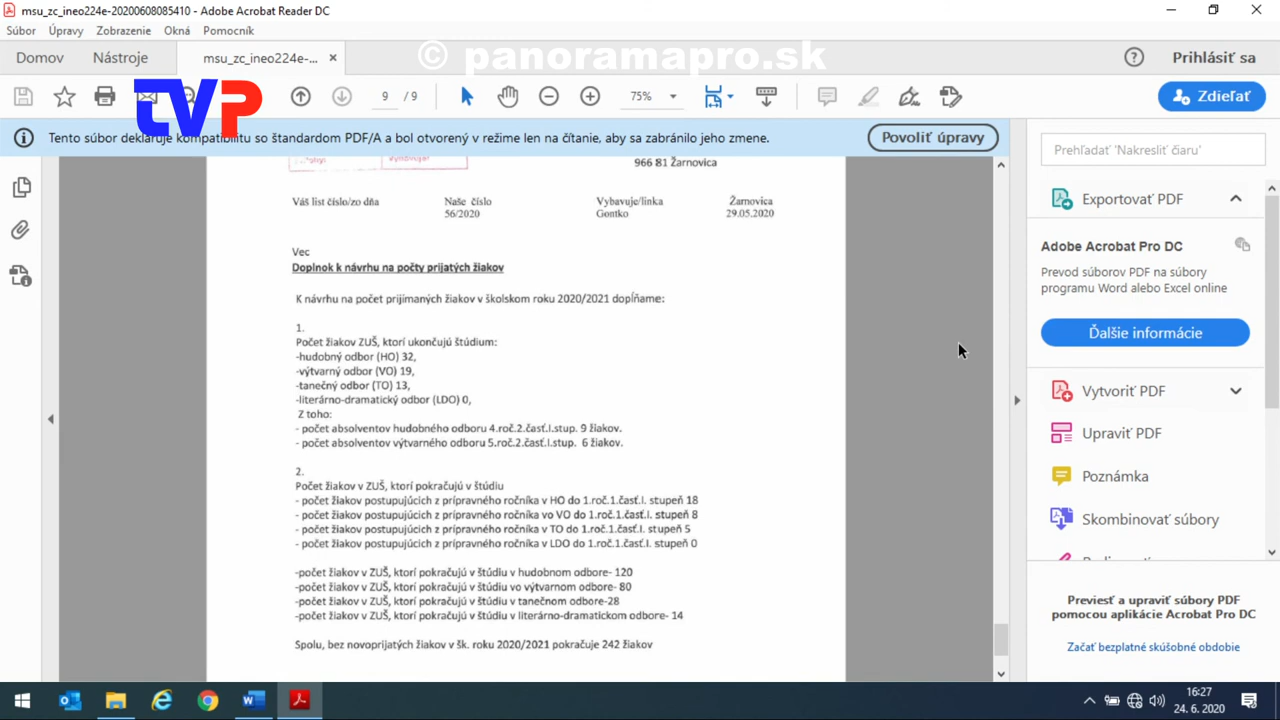 msu_zc_ineo224e-20200608085410 - Adobe Acrobat Reader DC
Súbor Úpravy Zobrazenie Okná Pomocník
© panoramapro.sk
Domov Nástroje msu_zc_ineo224e-... × Prihlásiť sa
TVP
9 / 9 75% Zdieľať
Tento súbor deklaruje kompatibilitu so štandardom PDF/A a bol otvorený v režime len na čítanie, aby sa zabránilo jeho zmene. Povoliť úpravy
966 81 Žarnovica
Váš list číslo/zo dňa Naše číslo Vybavuje/linka Žarnovica
56/2020 Gontko 29.05.2020
Vec
Doplnok k návrhu na počty prijatých žiakov
K návrhu na počet prijímaných žiakov v školskom roku 2020/2021 dopĺňame:
1.
Počet žiakov ZUŠ, ktorí ukončujú štúdium:
-hudobný odbor (HO) 32,
-výtvarný odbor (VO) 19,
-tanečný odbor (TO) 13,
-literárno-dramatický odbor (LDO) 0,
Z toho:
- počet absolventov hudobného odboru 4.roč.2.časť.I.stup. 9 žiakov.
- počet absolventov výtvarného odboru 5.roč.2.časť.I.stup. 6 žiakov.
2.
Počet žiakov v ZUŠ, ktorí pokračujú v štúdiu
- počet žiakov postupujúcich z prípravného ročníka v HO do 1.roč.1.časť.I. stupeň 18
- počet žiakov postupujúcich z prípravného ročníka vo VO do 1.roč.1.časť.I. stupeň 8
- počet žiakov postupujúcich z prípravného ročníka v TO do 1.roč.1.časť.I. stupeň 5
- počet žiakov postupujúcich z prípravného ročníka v LDO do 1.roč.1.časť.I. stupeň 0
-počet žiakov v ZUŠ, ktorí pokračujú v štúdiu v hudobnom odbore- 120
-počet žiakov v ZUŠ, ktorí pokračujú v štúdiu vo výtvarnom odbore- 80
-počet žiakov v ZUŠ, ktorí pokračujú v štúdiu v tanečnom odbore-28
-počet žiakov v ZUŠ, ktorí pokračujú v štúdiu v literárno-dramatickom odbore- 14
Spolu, bez novoprijatých žiakov v šk. roku 2020/2021 pokračuje 242 žiakov
Prehľadať 'Nakresliť čiaru'
Exportovať PDF
Adobe Acrobat Pro DC
Prevod súborov PDF na súbory
programu Word alebo Excel online
Ďalšie informácie
Vytvoriť PDF
Upraviť PDF
Poznámka
Skombinovať súbory
Previesť a upraviť súbory PDF
pomocou aplikácie Acrobat Pro DC
Začať bezplatné skúšobné obdobie
16:27
24. 6. 2020